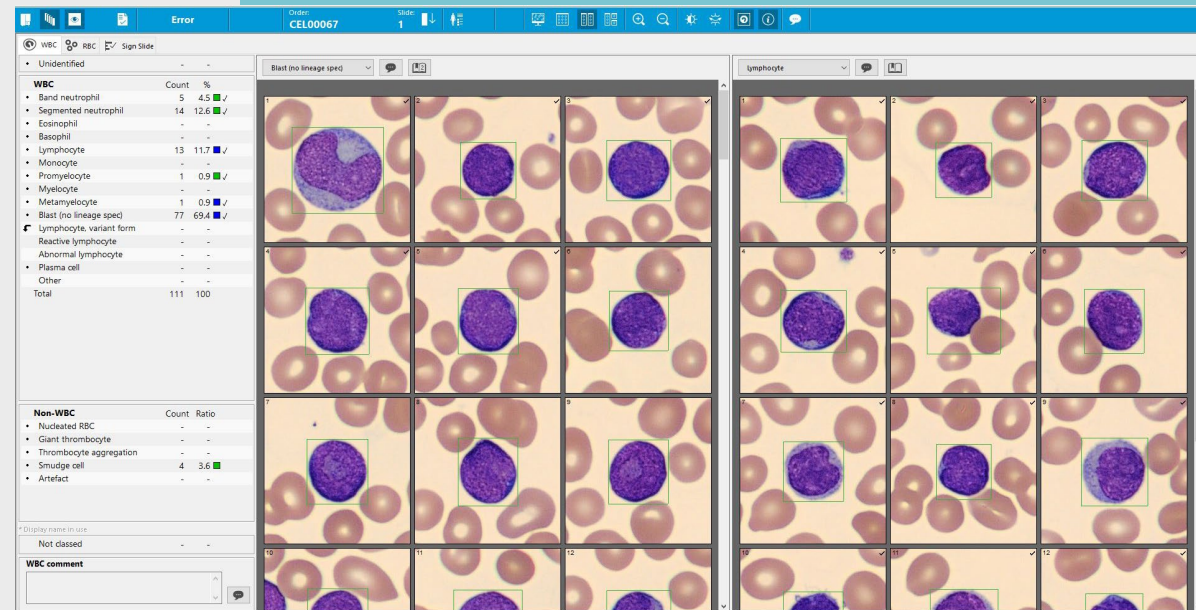 Error
Order:
CEL00067
Slide:
1
WBC
RBC
Sign Slide
Unidentified - -
WBC Count %
Band neutrophil 5 4.5
Segmented neutrophil 14 12.6
Eosinophil - -
Basophil - -
Lymphocyte 13 11.7
Monocyte - -
Promyelocyte 1 0.9
Myelocyte - -
Metamyelocyte 1 0.9
Blast (no lineage spec) 77 69.4
Lymphocyte, variant form - -
Reactive lymphocyte - -
Abnormal lymphocyte - -
Plasma cell - -
Other - -
Total 111 100
Non-WBC Count Ratio
Nucleated RBC - -
Giant thrombocyte - -
Thrombocyte aggregation - -
Smudge cell 4 3.6
Artefact - -
* Display name in use
Not classed - -
WBC comment
Blast (no lineage spec)
1 2 3
4 5 6
7 8 9
10 11 12
Lymphocyte
1 2 3
4 5 6
7 8 9
10 11 12